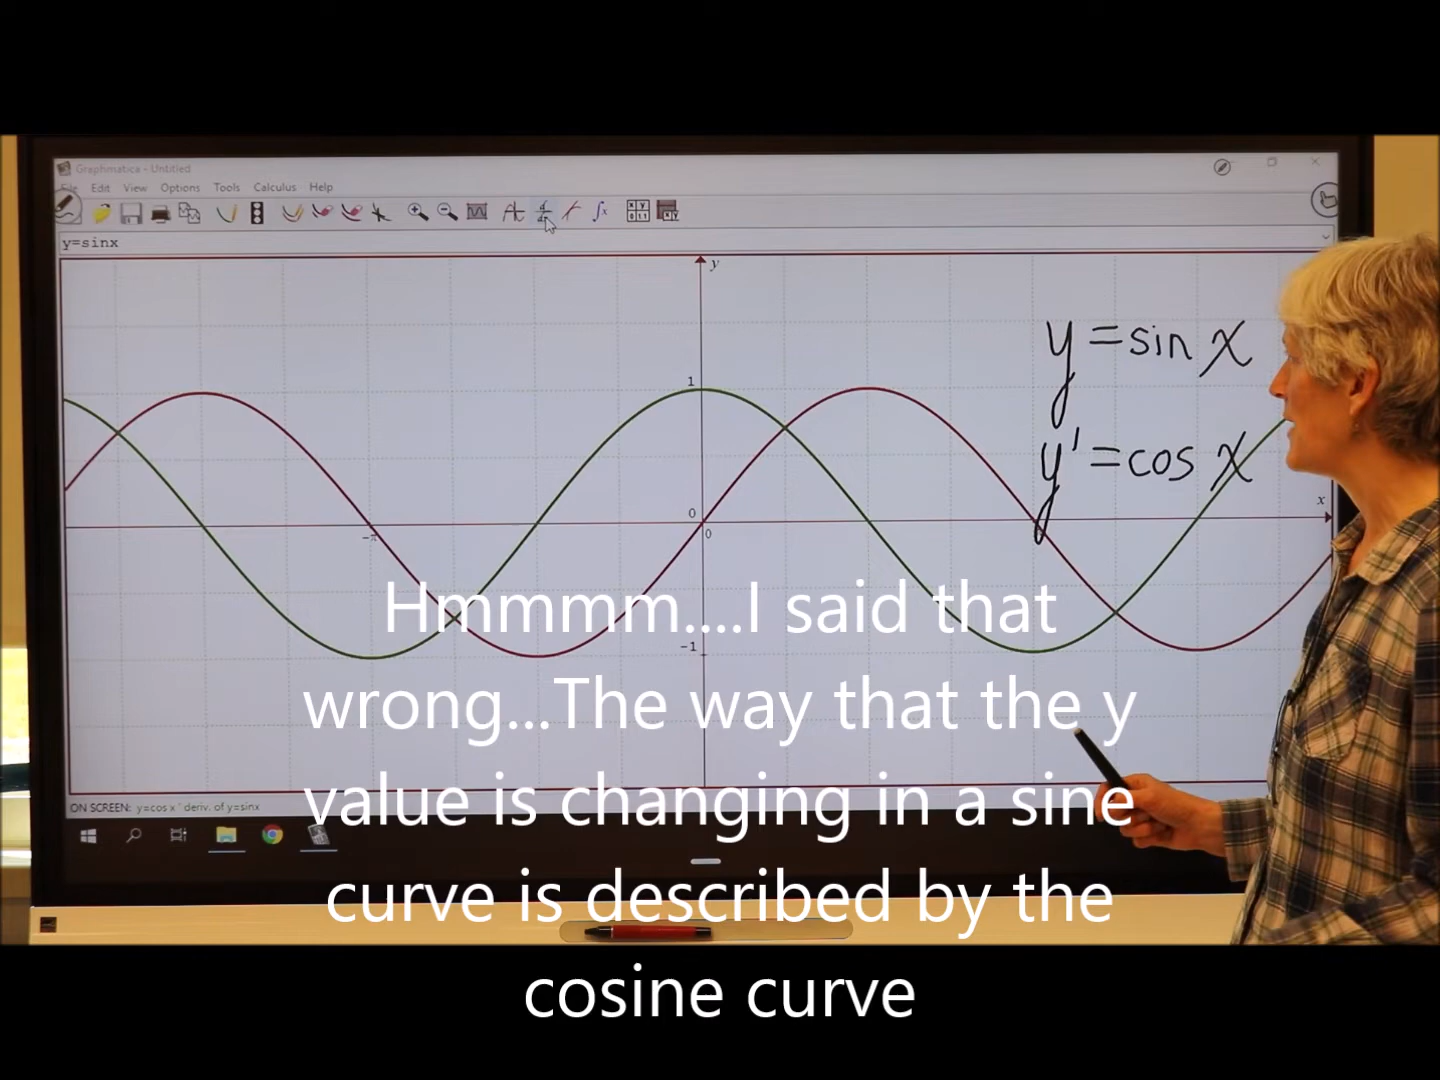 Graphmatica - Untitled
File Edit View Options Tools Calculus Help
y=sinx
y
1
y = sin x
y' = cos x
x
0
-π
0
-1
Hmmmm....I said that
wrong...The way that the y
value is changing in a sine
curve is described by the
cosine curve
ON SCREEN: y=cos x ' deriv. of y=sinx